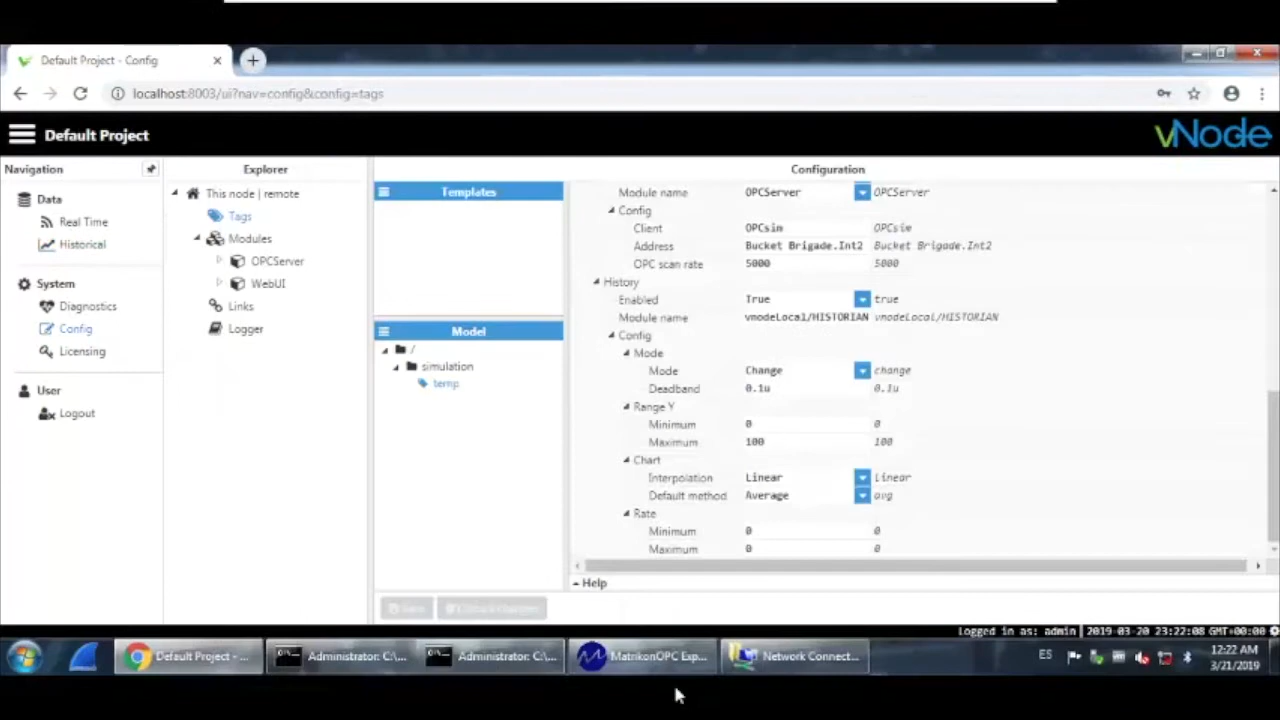 Default Project - Config
localhost:8003/ui?nav=config&config=tags
Default Project
vNode
Navigation
Explorer
Configuration
Data
Real Time
Historical
System
Diagnostics
Config
Licensing
User
Logout
This node | remote
Tags
Modules
OPCServer
WebUI
Links
Logger
Templates
Model
/
simulation
temp
Module name OPCServer OPCServer
Config
Client OPCsim OPCsim
Address Bucket Brigade.Int2 Bucket Brigade.Int2
OPC scan rate 5000 5000
History
Enabled True true
Module name vnodeLocal/HISTORIAN vnodeLocal/HISTORIAN
Config
Mode
Mode Change change
Deadband 0.1u 0.1u
Range Y
Minimum 0 0
Maximum 100 100
Chart
Interpolation Linear Linear
Default method Average avg
Rate
Minimum 0 0
Maximum 0 0
Help
Save
Logged in as: admin | 2019-03-20 23:22:08 GMT+00:00
Default Project - ...
Administrator: C:\...
Administrator: C:\...
MatrikonOPC Exp...
Network Connect...
ES
12:22 AM
3/21/2019